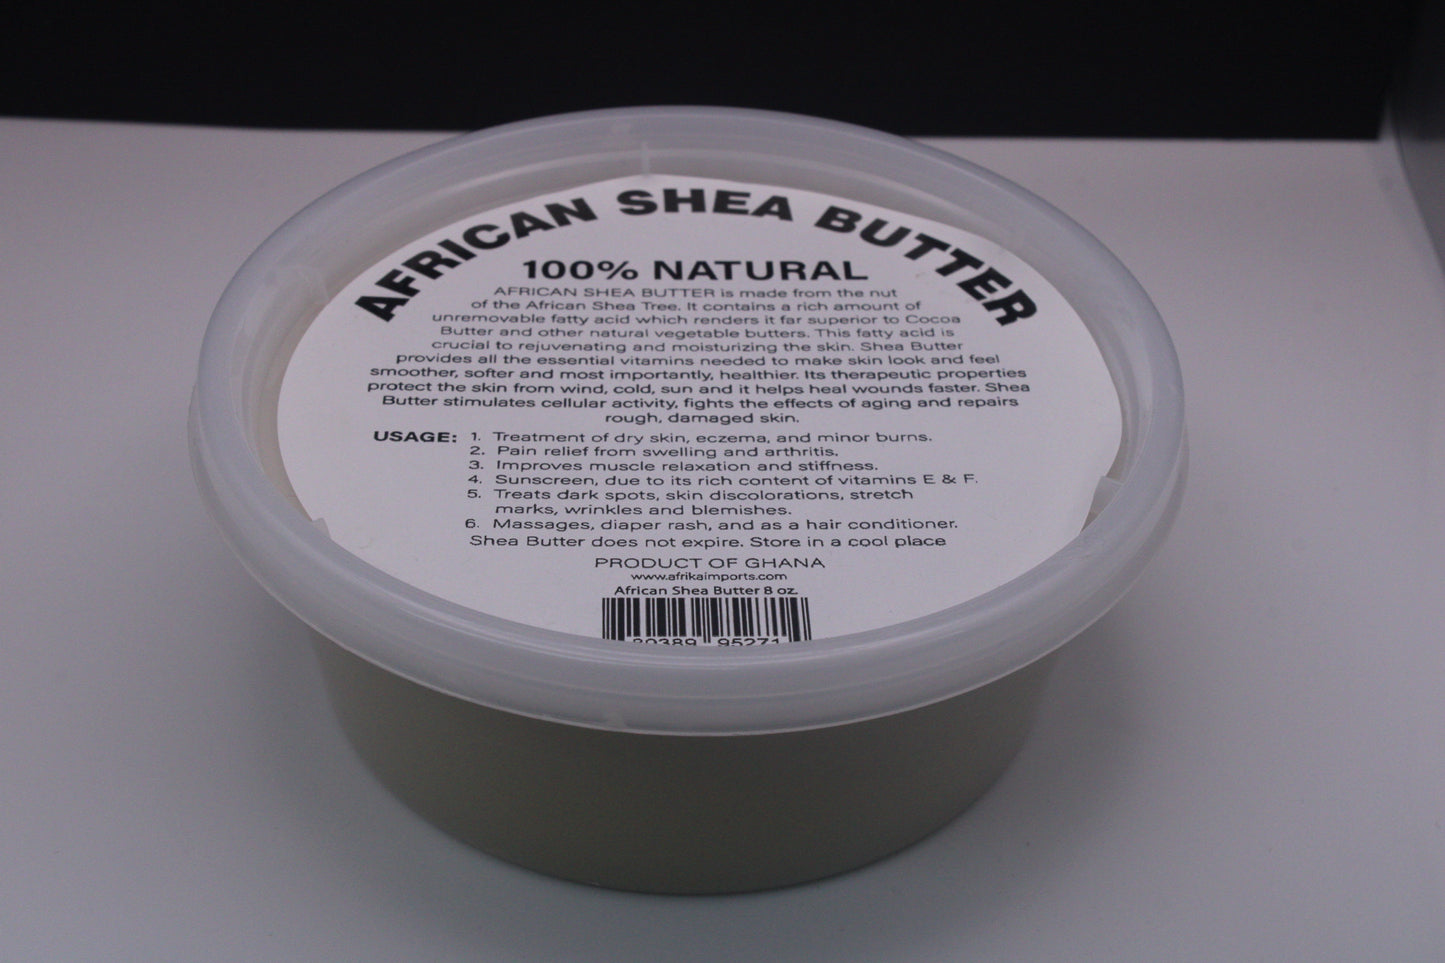 AFRICAN SHEA BUTTER
100% NATURAL
AFRICAN SHEA BUTTER is made from the nut
of the African Shea Tree. It contains a rich amount of
unremovable fatty acid which renders it far superior to Cocoa
Butter and other natural vegetable butters. This fatty acid is
crucial to rejuvenating and moisturizing the skin. Shea Butter
provides all the essential vitamins needed to make skin look and feel
smoother, softer and most importantly, healthier. Its therapeutic properties
protect the skin from wind, cold, sun and it helps heal wounds faster. Shea
Butter stimulates cellular activity, fights the effects of aging and repairs
rough, damaged skin.
USAGE: 1. Treatment of dry skin, eczema, and minor burns.
2. Pain relief from swelling and arthritis.
3. Improves muscle relaxation and stiffness.
4. Sunscreen, due to its rich content of vitamins E & F.
5. Treats dark spots, skin discolorations, stretch
marks, wrinkles and blemishes.
6. Massages, diaper rash, and as a hair conditioner.
Shea Butter does not expire. Store in a cool place
PRODUCT OF GHANA
www.afrikaimports.com
African Shea Butter 8 oz.
95271